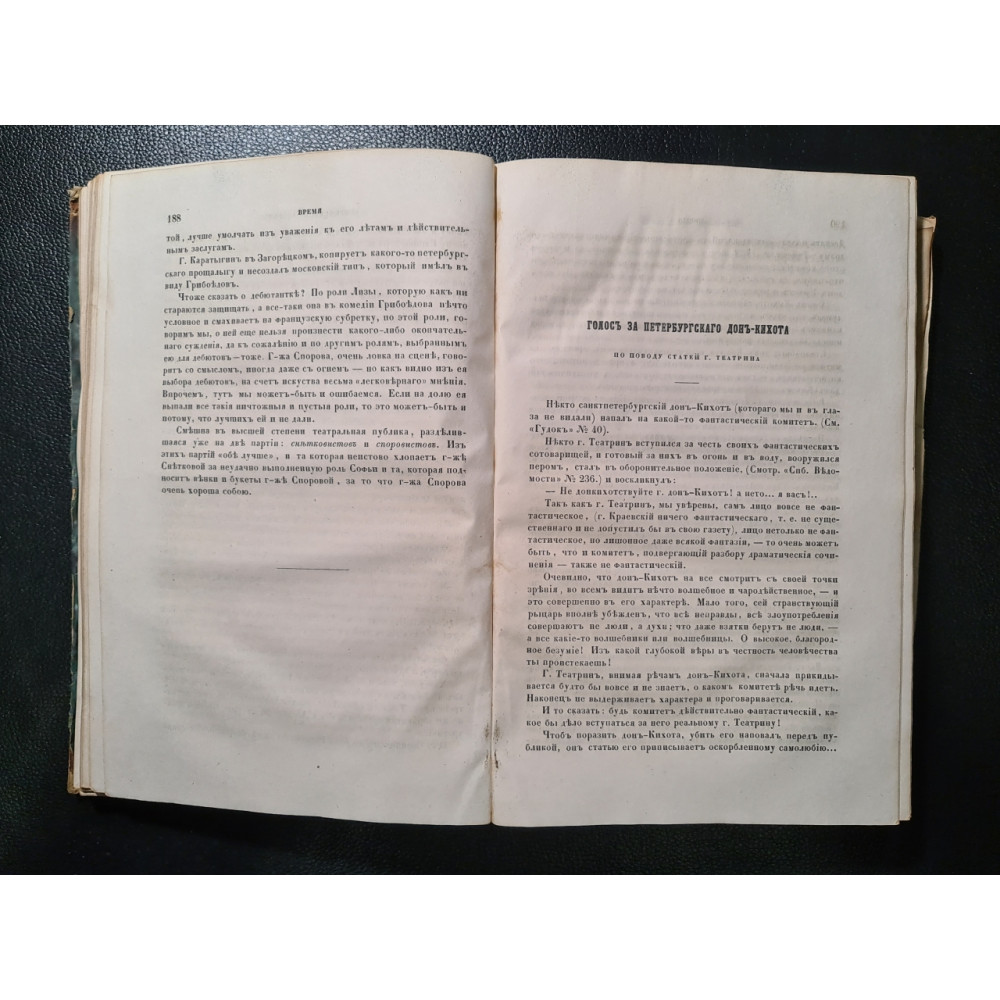 188
ВРЕМЯ
той, лучше умолчать изъ уваженія къ его лѣтамъ и дѣйствитель-
нымъ заслугамъ.
Г. Каратыгинъ въ Загорѣцкомъ, копируетъ какого-то петербург-
скаго прощалыгу и несоздалъ московскій типъ, который имѣлъ въ
виду Грибоѣдовъ.
Чтоже сказать о дебютанткѣ? По роли Лизы, которую какъ ни
стараются защищать, а все-таки она въ комедіи Грибоѣдова нѣчто
условное и смахиваетъ на французскую субретку, по этой роли, гово-
римъ мы, о ней еще нельзя произнести какого-либо окончатель-
наго сужденія, да къ сожалѣнію и по другимъ ролямъ, выбраннымъ
ею для дебютовъ — тоже. Г-жа Спорова, очень ловка на сценѣ, гово-
ритъ со смысломъ, иногда даже съ огнемъ — но какъ видно изъ ея
выбора дебютовъ, на счетъ искуства весьма «легковѣрнаго» мнѣнія.
Впрочемъ, тутъ мы можетъ-быть и ошибаемся. Если на долю ея
выпали все такія ничтожныя и пустыя роли, то это можетъ-быть и
потому, что лучшихъ ей и не дали.
Смѣшна въ высшей степени театральная публика, раздѣлив-
шаяся уже на двѣ партіи: снѣтковистовъ и споровистовъ. Изъ
этихъ партій «обѣ лучше», и та которая неистово хлопаетъ г-жѣ
Снѣтковой за неудачно выполненную роль Софьи и та, которая под-
носитъ вѣнки и букеты г-жѣ Споровой, за то что г-жа Спорова
очень хороша собою.
ГОЛОСЪ ЗА ПЕТЕРБУРГСКАГО ДОНЪ-КИХОТА
ПО ПОВОДУ СТАТЕЙ Г. ТЕАТРИНА
Нѣкто санктпетербургскій донъ-Кихотъ (котораго мы и въ гла-
за не видали) напалъ на какой-то фантастическій комитетъ. (См.
«Гудокъ» № 40).
Нѣкто г. Театринъ вступился за честь своихъ фантастическихъ
сотоварищей, и готовый за нихъ въ огонь и въ воду, вооружился
перомъ, сталъ въ оборонительное положеніе. (Смотр. «Спб. Вѣдо-
мости» № 236.) и воскликнулъ:
— Не донкихотствуйте г. донъ-Кихотъ! а нето... я васъ!..
Такъ какъ г. Театринъ, мы увѣрены, самъ лицо вовсе не фан-
тастическое, (г. Краевскій ничего фантастическаго, т. е. не суще-
ственнаго и не допустилъ бы въ свою газету), лицо нетолько не фан-
тастическое, но лишонное даже всякой фантазіи, — то очень можетъ
быть, что и комитетъ, подвергающій разбору драматическія сочи-
ненія — также не фантастическій.
Очевидно, что донъ-Кихотъ на все смотритъ съ своей точки
зрѣнія, во всемъ видитъ нѣчто волшебное и чародѣйственное, — и
это совершенно въ его характерѣ. Мало того, сей странствующій
рыцарь вполнѣ убѣжденъ, что всѣ неправды, всѣ злоупотребленія
совершаютъ не люди, а духи; что даже взятки берутъ не люди, —
а все какіе-то волшебники или волшебницы. О высокое, благород-
ное безуміе! Изъ какой глубокой вѣры въ честность человѣчества
ты проистекаешь!
Г. Театринъ, внимая рѣчамъ донъ-Кихота, сначала прикиды-
вается будто бы вовсе и не знаетъ, о какомъ комитетѣ рѣчь идетъ.
Наконецъ не выдерживаетъ характера и проговаривается.
И то сказать: будь комитетъ дѣйствительно фантастическій, ка-
кое бы дѣло вступаться за него реальному г. Театрину!
Чтобъ поразить донъ-Кихота, убить его наповалъ передъ пу-
бликой, онъ статью его приписываетъ оскорбленному самолюбію...